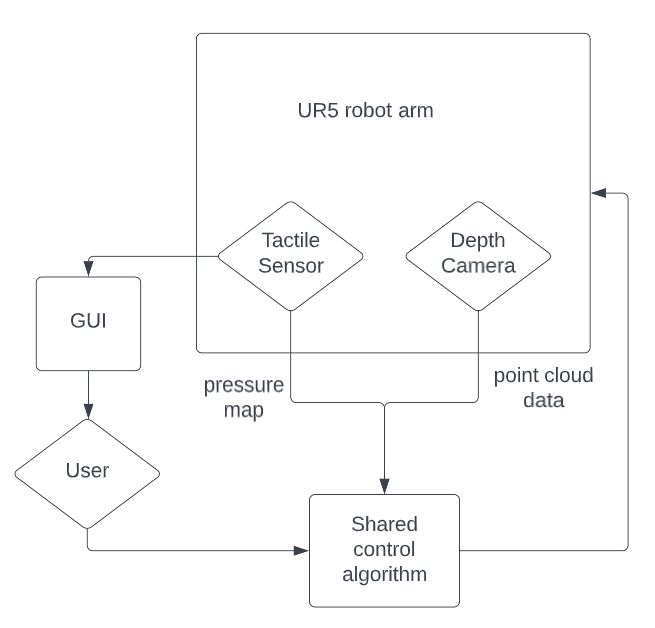 UR5 robot arm
Tactile
Sensor
Depth
Camera
GUI
pressure
map
point cloud
data
User
Shared
control
algorithm